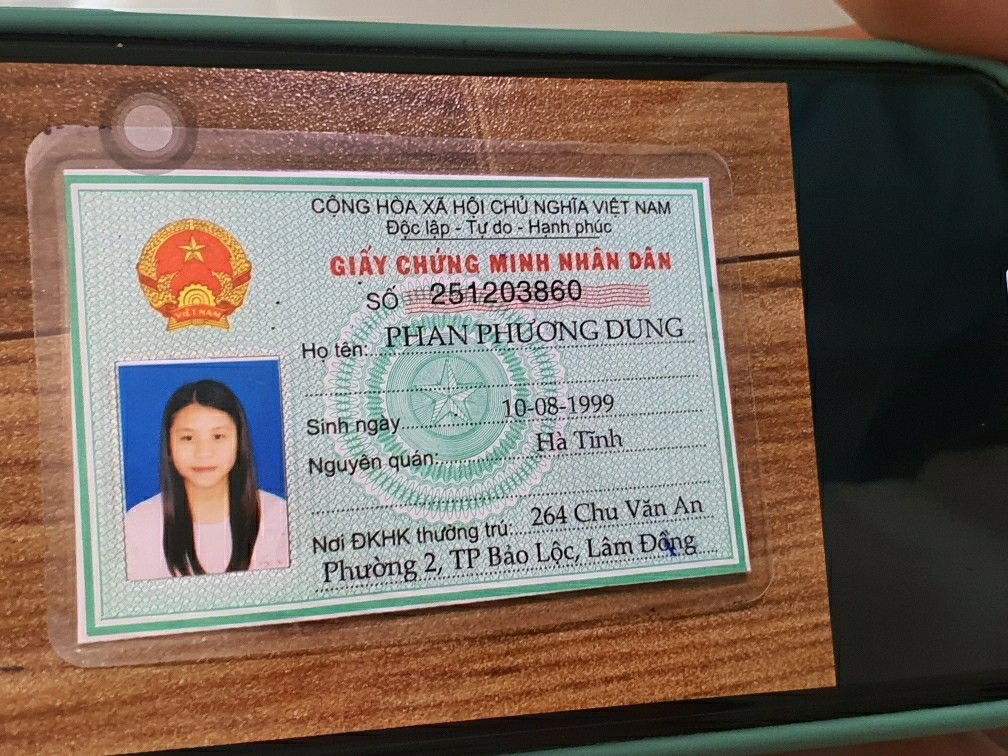 CỘNG HÒA XÃ HỘI CHỦ NGHĨA VIỆT NAM
Độc lập - Tự do - Hạnh phúc
GIẤY CHỨNG MINH NHÂN DÂN
SỐ 251203860
Họ tên: PHAN PHƯƠNG DUNG
Sinh ngày 10-08-1999
Nguyên quán: Hà Tĩnh
Nơi ĐKHK thường trú: 264 Chu Văn An
Phường 2, TP Bảo Lộc, Lâm Đồng
VIỆT NAM